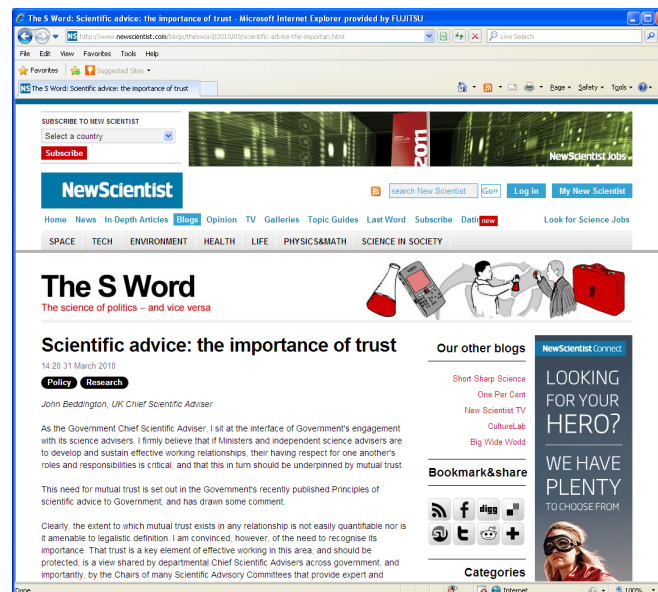 The S Word: Scientific advice: the importance of trust - Microsoft Internet Explorer provided by FUJITSU
http://www.newscientist.com/blogs/thesword/2010/03/scientific-advice-the-importan.html
Live Search
File Edit View Favorites Tools Help
Favorites Suggested Sites
NS The S Word: Scientific advice: the importance of trust
Page Safety Tools
SUBSCRIBE TO NEW SCIENTIST
Select a country
Subscribe
2011
NewScientist Jobs
NewScientist
search New Scientist Go» Log in My New Scientist
Home News In-Depth Articles Blogs Opinion TV Galleries Topic Guides Last Word Subscribe Dati new Look for Science Jobs
SPACE TECH ENVIRONMENT HEALTH LIFE PHYSICS&MATH SCIENCE IN SOCIETY
The S Word
The science of politics – and vice versa
Scientific advice: the importance of trust
14:20 31 March 2010
Policy Research
John Beddington, UK Chief Scientific Adviser
As the Government Chief Scientific Adviser, I sit at the interface of Government's engagement
with its science advisers. I firmly believe that if Ministers and independent science advisers are
to develop and sustain effective working relationships, their having respect for one another's
roles and responsibilities is critical, and that this in turn should be underpinned by mutual trust.
This need for mutual trust is set out in the Government's recently published Principles of
scientific advice to Government, and has drawn some comment.
Clearly, the extent to which mutual trust exists in any relationship is not easily quantifiable nor is
it amenable to legalistic definition. I am convinced, however, of the need to recognise its
importance. That trust is a key element of effective working in this area, and should be
protected, is a view shared by departmental Chief Scientific Advisers across government, and
importantly, by the Chairs of many Scientific Advisory Committees that provide expert and
Our other blogs
Short Sharp Science
One Per Cent
New Scientist TV
CultureLab
Big Wide World
Bookmark&share
digg
Categories
NewScientist Connect
LOOKING
FOR YOUR
HERO?
WE HAVE
PLENTY
TO CHOOSE FROM
Done
Internet
100%